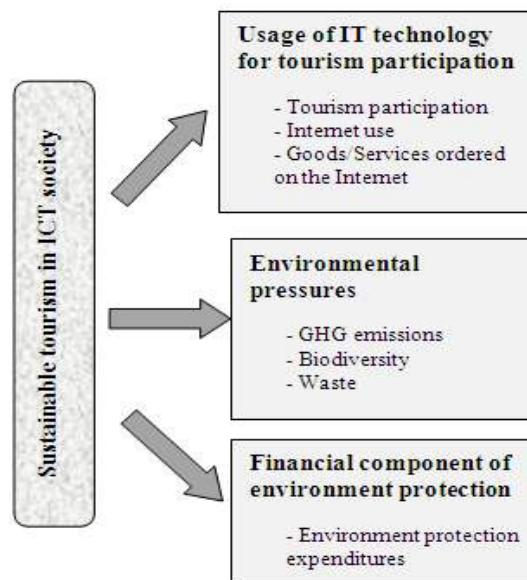 Sustainable tourism in ICT society
Usage of IT technology
for tourism participation
- Tourism participation
- Internet use
- Goods/Services ordered
on the Internet
Environmental
pressures
- GHG emissions
- Biodiversity
- Waste
Financial component of
environment protection
- Environment protection
expenditures